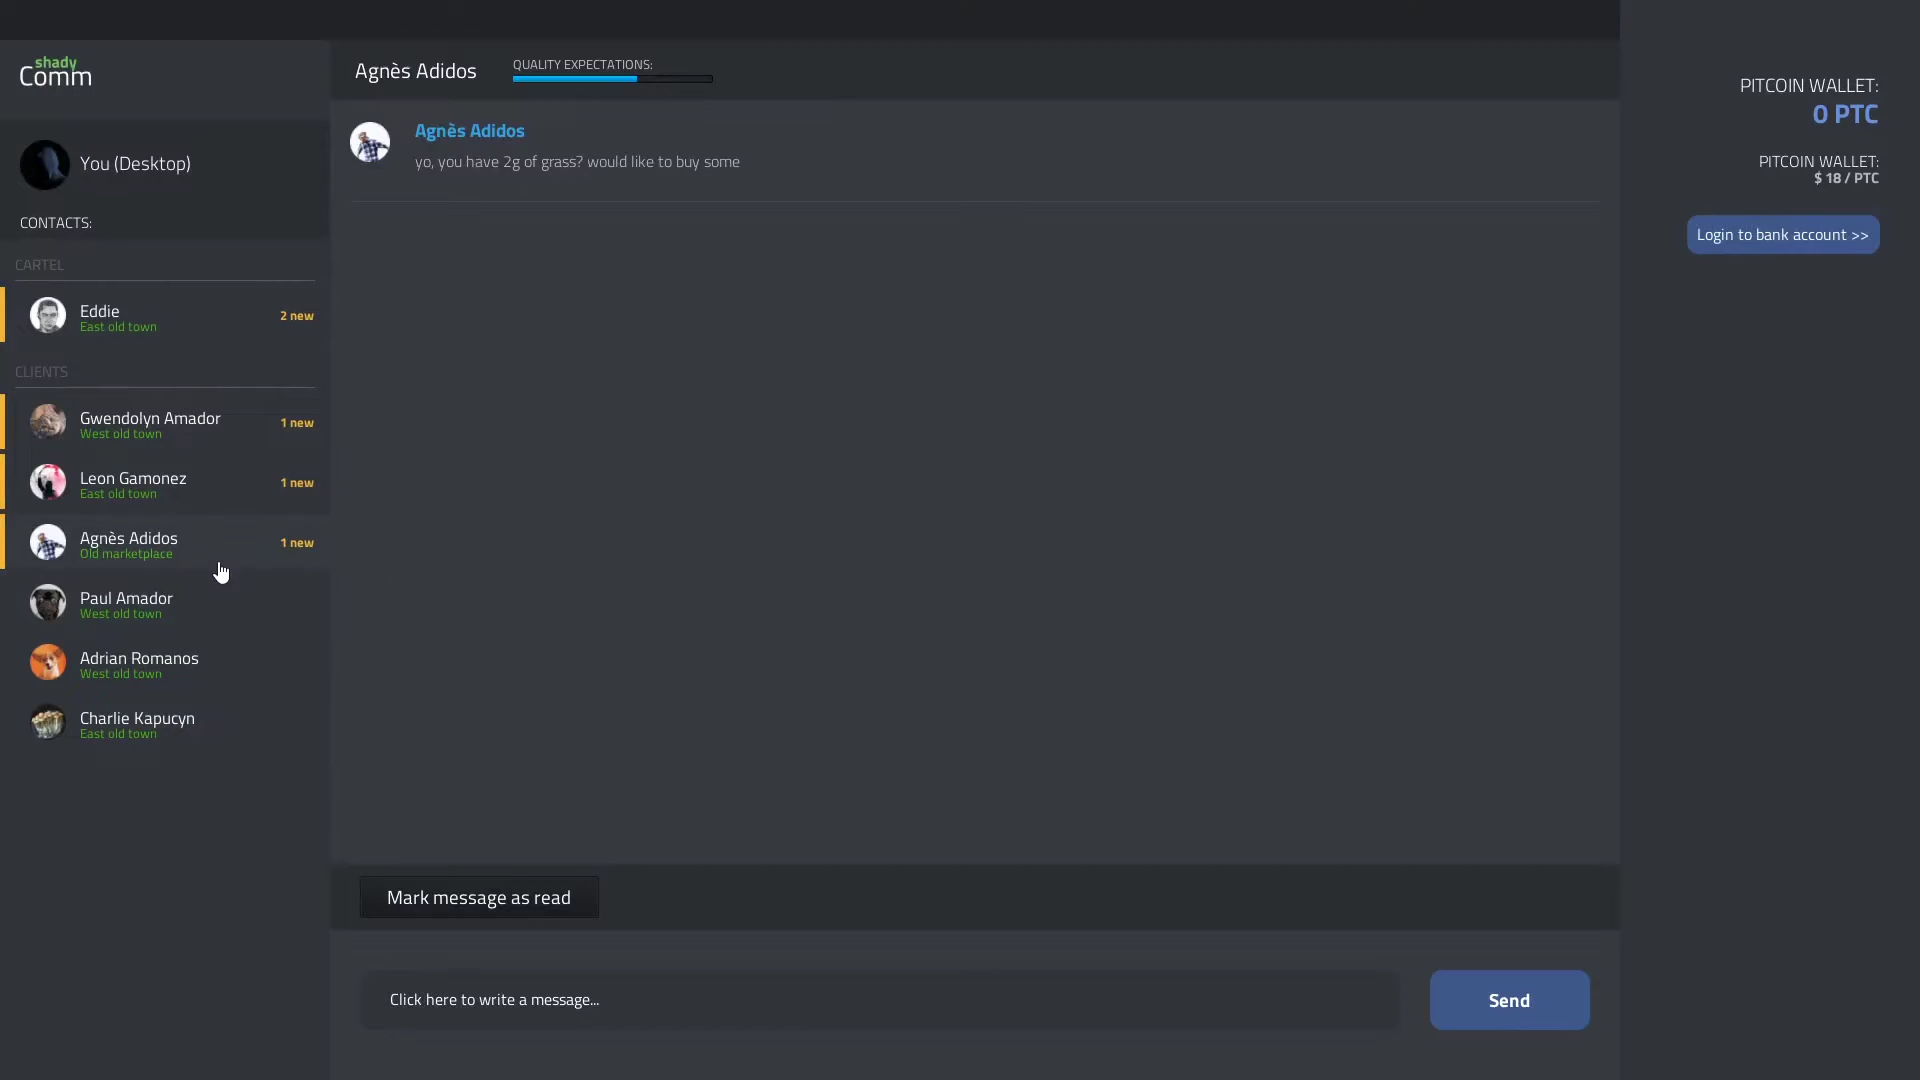 shady
Comm
You (Desktop)
CONTACTS:
CARTEL
Eddie
East old town
2 new
CLIENTS
Gwendolyn Amador
West old town
1 new
Leon Gamonez
East old town
1 new
Agnès Adidos
Old marketplace
1 new
Paul Amador
West old town
Adrian Romanos
West old town
Charlie Kapucyn
East old town
Agnès Adidos
QUALITY EXPECTATIONS:
Agnès Adidos
yo, you have 2g of grass? would like to buy some
Mark message as read
Click here to write a message...
Send
PITCOIN WALLET:
0 PTC
PITCOIN WALLET:
$ 18 / PTC
Login to bank account >>